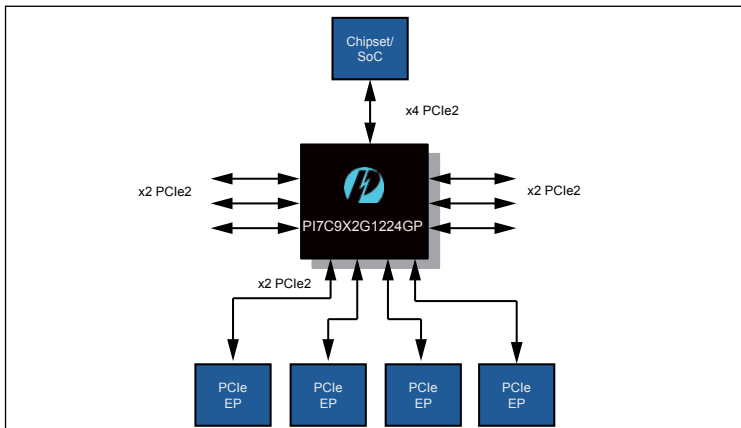 Chipset/
SoC
x4 PCIe2
x2 PCIe2
x2 PCIe2
PI7C9X2G1224GP
x2 PCIe2
PCIe
EP
PCIe
EP
PCIe
EP
PCIe
EP